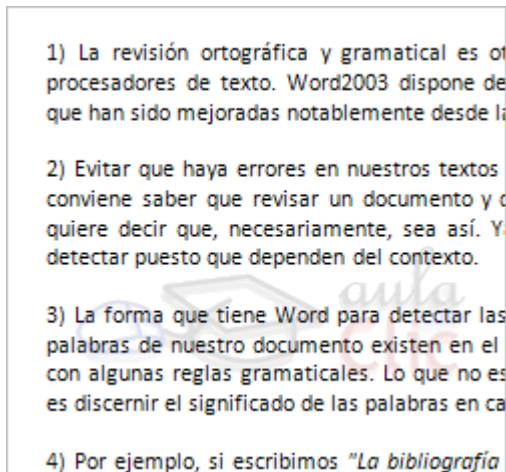 1) La revisión ortográfica y gramatical es
procesadores de texto. Word2003 dispone de
que han sido mejoradas notablemente desde
2) Evitar que haya errores en nuestros textos
conviene saber que revisar un documento y
quiere decir que, necesariamente, sea así.
detectar puesto que dependen del contexto.
aula
Clic
3) La forma que tiene Word para detectar las
palabras de nuestro documento existen en el
con algunas reglas gramaticales. Lo que no es
es discernir el significado de las palabras en
4) Por ejemplo, si escribimos "La bibliografía